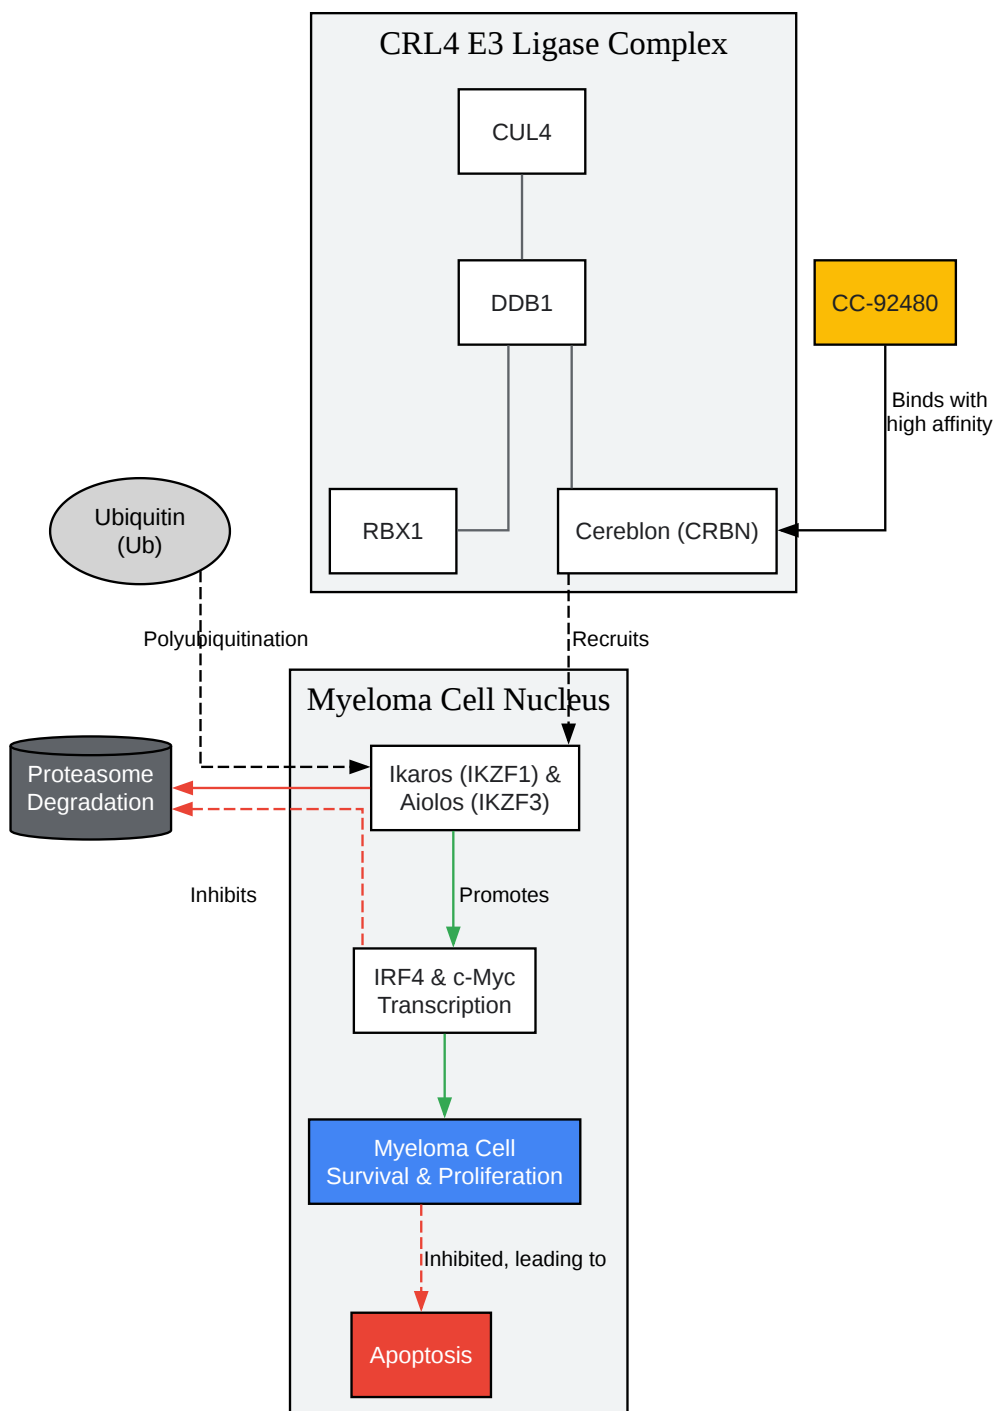 CRL4 E3 Ligase Complex
CUL4
DDB1
CC-92480
Binds with
high affinity
Ubiquitin
(Ub)
RBX1
Cereblon (CRBN)
Polyubiquitination
Recruits
Myeloma Cell Nucleus
Proteasome
Degradation
Ikaros (IKZF1) &
Aiolos (IKZF3)
Inhibits
Promotes
IRF4 & c-Myc
Transcription
Myeloma Cell
Survival & Proliferation
Inhibited, leading to
Apoptosis